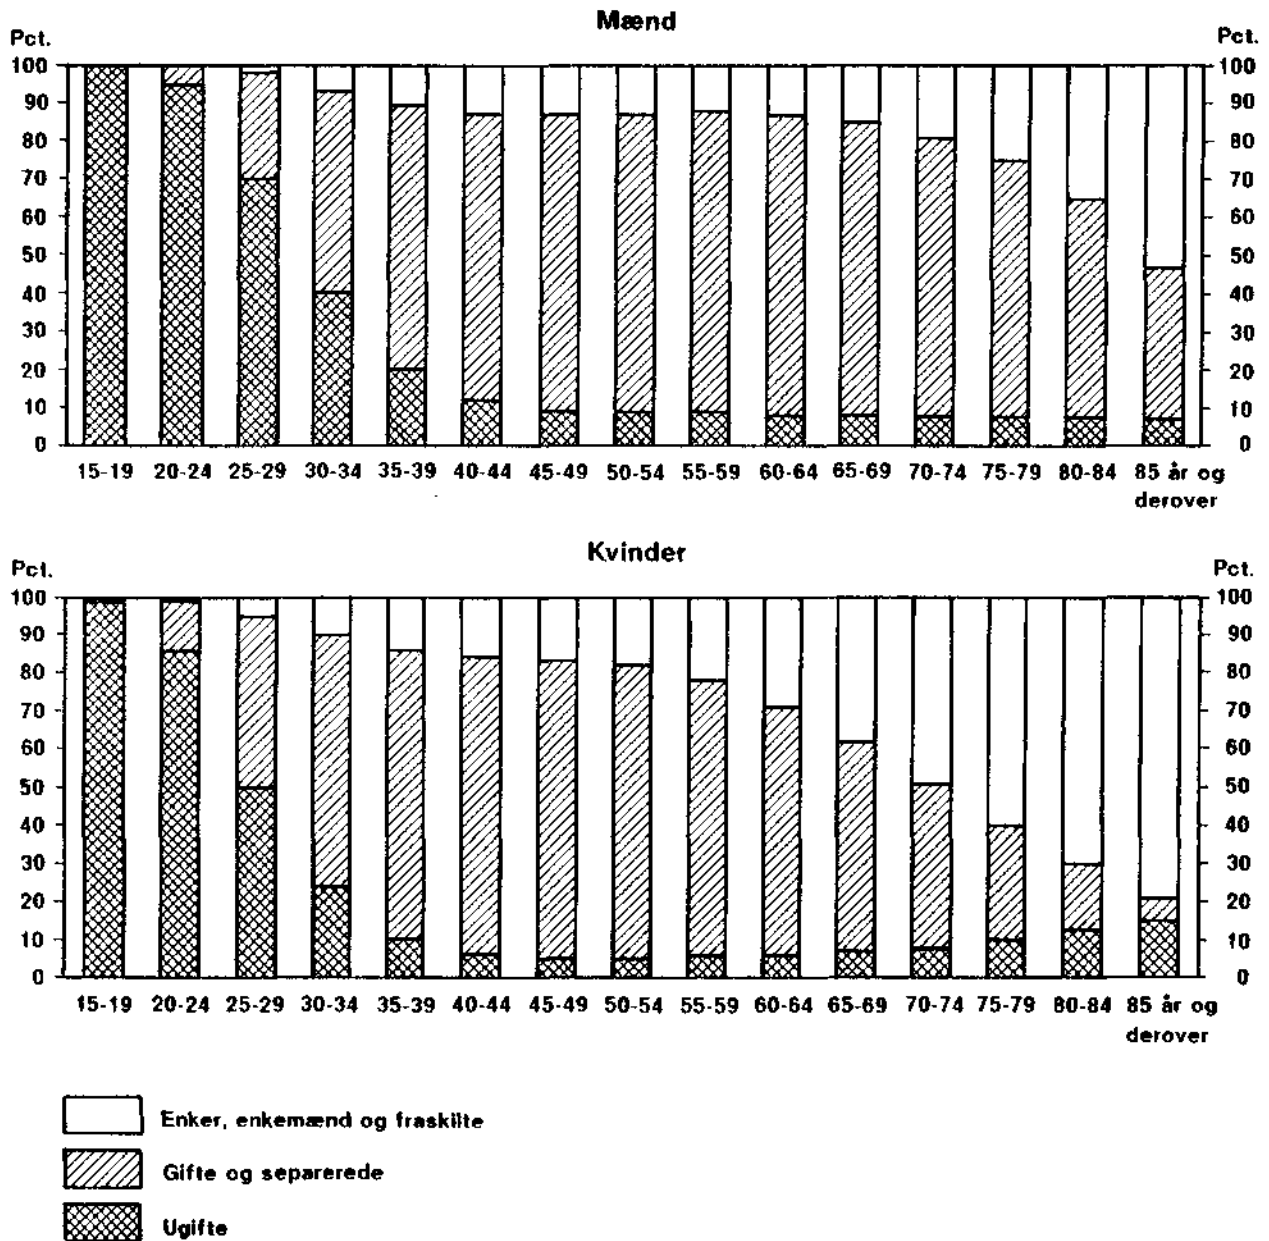 Mænd
Pct. Pct.
100 100
90 90
80 80
70 70
60 60
50 50
40 40
30 30
20 20
10 10
0 0
15-19 20-24 25-29 30-34 35-39 40-44 45-49 50-54 55-59 60-64 65-69 70-74 75-79 80-84 85 år og
derover
Kvinder
Pct. Pct.
100 100
90 90
80 80
70 70
60 60
50 50
40 40
30 30
20 20
10 10
0 0
15-19 20-24 25-29 30-34 35-39 40-44 45-49 50-54 55-59 60-64 65-69 70-74 75-79 80-84 85 år og
derover
Enker, enkemænd og fraskilte
Gifte og separerede
Ugifte